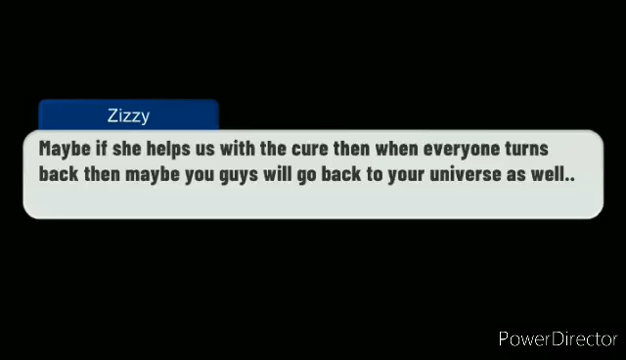 Zizzy
Maybe if she helps us with the cure then when everyone turns
back then maybe you guys will go back to your universe as well..
PowerDirector